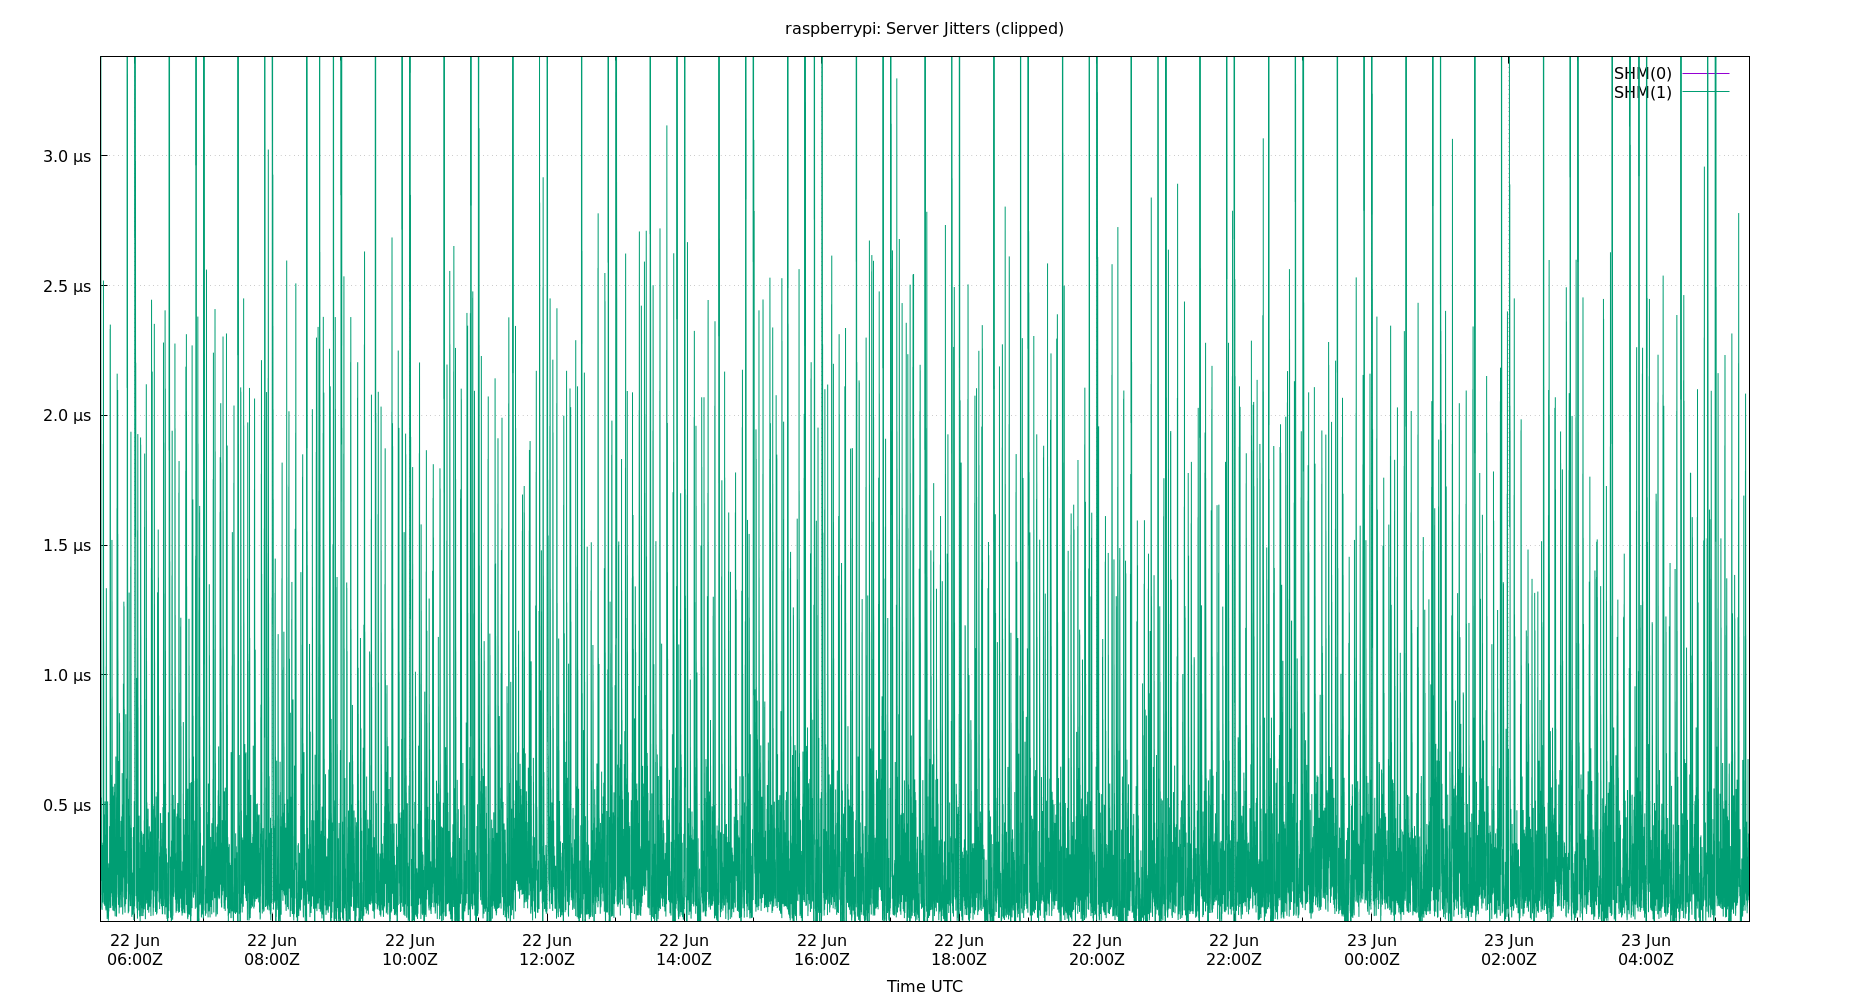 raspberrypi: Server Jitters (clipped)
SHM(0)
SHM(1)
3.0 µs
2.5 µs
2.0 µs
1.5 µs
1.0 µs
0.5 µs
22 Jun 22 Jun 22 Jun 22 Jun 22 Jun 22 Jun 22 Jun 22 Jun 22 Jun 23 Jun 23 Jun 23 Jun
06:00Z 08:00Z 10:00Z 12:00Z 14:00Z 16:00Z 18:00Z 20:00Z 22:00Z 00:00Z 02:00Z 04:00Z
Time UTC